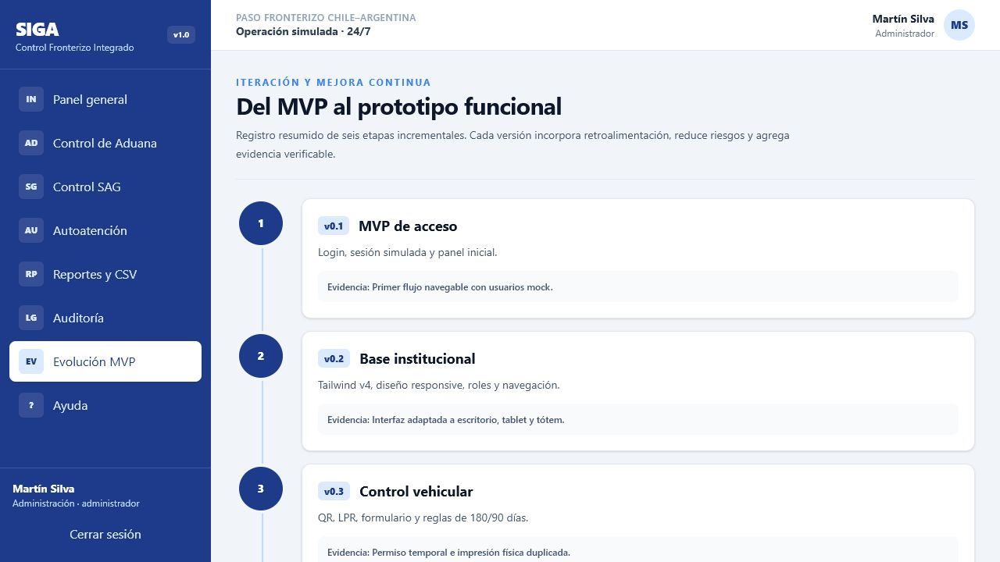 SIGA
Control Fronterizo Integrado
v1.0
IN Panel general
AD Control de Aduana
SG Control SAG
AU Autoatención
RP Reportes y CSV
LG Auditoría
EV Evolución MVP
? Ayuda
Martín Silva
Administración · administrador
Cerrar sesión
PASO FRONTERIZO CHILE–ARGENTINA
Operación simulada · 24/7
Martín Silva
Administrador
MS
ITERACIÓN Y MEJORA CONTINUA
Del MVP al prototipo funcional
Registro resumido de seis etapas incrementales. Cada versión incorpora retroalimentación, reduce riesgos y agrega
evidencia verificable.
1
v0.1 MVP de acceso
Login, sesión simulada y panel inicial.
Evidencia: Primer flujo navegable con usuarios mock.
2
v0.2 Base institucional
Tailwind v4, diseño responsive, roles y navegación.
Evidencia: Interfaz adaptada a escritorio, tablet y tótem.
3
v0.3 Control vehicular
QR, LPR, formulario y reglas de 180/90 días.
Evidencia: Permiso temporal e impresión física duplicada.